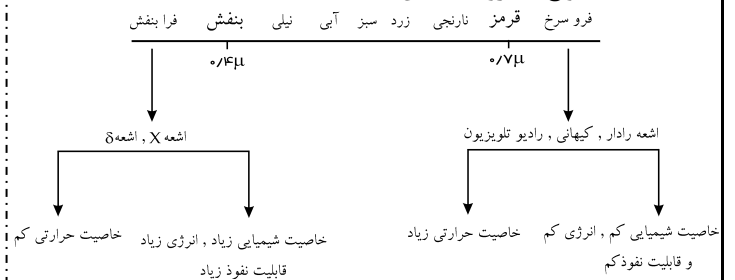 فرو سرخ قرمز نارنجی زرد سبز آبی نیلی بنفش فرا بنفش
۰/۷μ ۰/۴μ
اشعه رادار , کیهانی , رادیو تلویزیون
اشعه X , اشعه δ
خاصیت شیمیایی کم , انرژی کم
و قابلیت نفوذکم
خاصیت حرارتی زیاد
خاصیت شیمیایی زیاد , انرژی زیاد
قابلیت نفوذ زیاد
خاصیت حرارتی کم